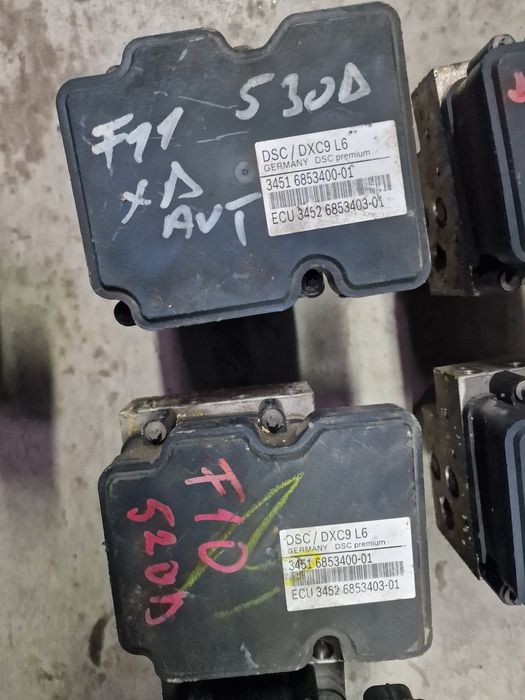 F11 530D
XD
AUT
DSC / DXC9 L6
GERMANY DSC premium
3451 6853400-01
ECU 3452 6853403-01
F10
520D
DSC / DXC9 L6
GERMANY DSC premium
3451 6853400-01
ECU 3452 6853403-01